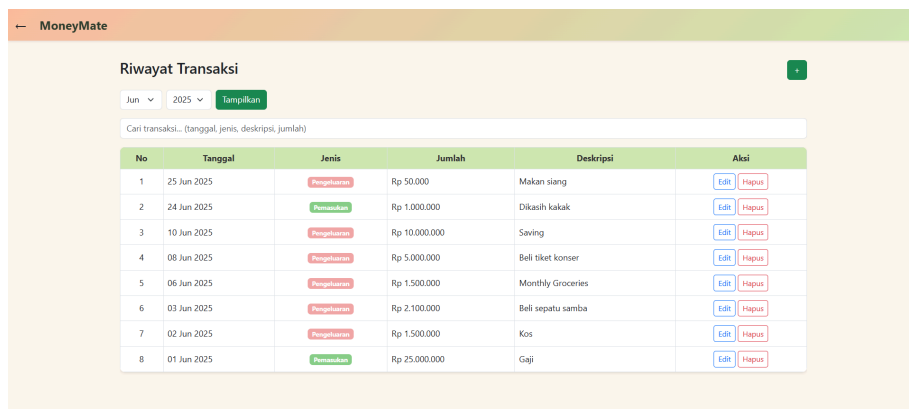 ← MoneyMate
Riwayat Transaksi +
Jun 2025 Tampilkan
Cari transaksi... (tanggal, jenis, deskripsi, jumlah)
No Tanggal Jenis Jumlah Deskripsi Aksi
1 25 Jun 2025 Pengeluaran Rp 50.000 Makan siang Edit Hapus
2 24 Jun 2025 Pemasukan Rp 1.000.000 Dikasih kakak Edit Hapus
3 10 Jun 2025 Pengeluaran Rp 10.000.000 Saving Edit Hapus
4 08 Jun 2025 Pengeluaran Rp 5.000.000 Beli tiket konser Edit Hapus
5 06 Jun 2025 Pengeluaran Rp 1.500.000 Monthly Groceries Edit Hapus
6 03 Jun 2025 Pengeluaran Rp 2.100.000 Beli sepatu samba Edit Hapus
7 02 Jun 2025 Pengeluaran Rp 1.500.000 Kos Edit Hapus
8 01 Jun 2025 Pemasukan Rp 25.000.000 Gaji Edit Hapus